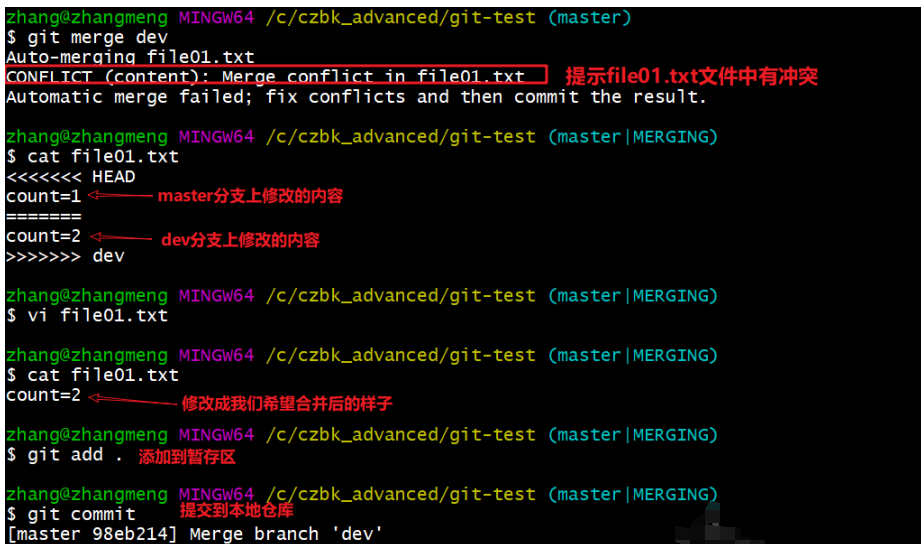 zhang@zhangmeng MINGW64 /c/czbk_advanced/git-test (master)
$ git merge dev
Auto-merging file01.txt
CONFLICT (content): Merge conflict in file01.txt 提示file01.txt文件中有冲突
Automatic merge failed; fix conflicts and then commit the result.
zhang@zhangmeng MINGW64 /c/czbk_advanced/git-test (master|MERGING)
$ cat file01.txt
<<<<<<< HEAD
count=1 master分支上修改的内容
=======
count=2 dev分支上修改的内容
>>>>>>> dev
zhang@zhangmeng MINGW64 /c/czbk_advanced/git-test (master|MERGING)
$ vi file01.txt
zhang@zhangmeng MINGW64 /c/czbk_advanced/git-test (master|MERGING)
$ cat file01.txt
count=2 修改成我们希望合并后的样子
zhang@zhangmeng MINGW64 /c/czbk_advanced/git-test (master|MERGING)
$ git add . 添加到暂存区
zhang@zhangmeng MINGW64 /c/czbk_advanced/git-test (master|MERGING)
$ git commit 提交到本地仓库
[master 98eb214] Merge branch 'dev'